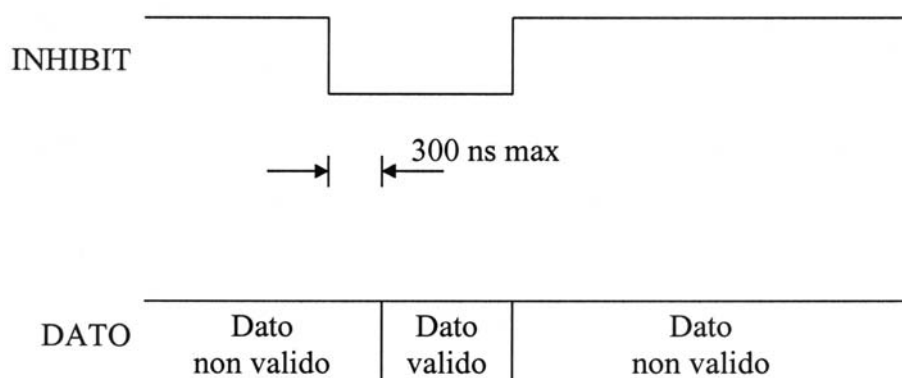 INHIBIT
300 ns max
DATO
Dato
non valido
Dato
valido
Dato
non valido